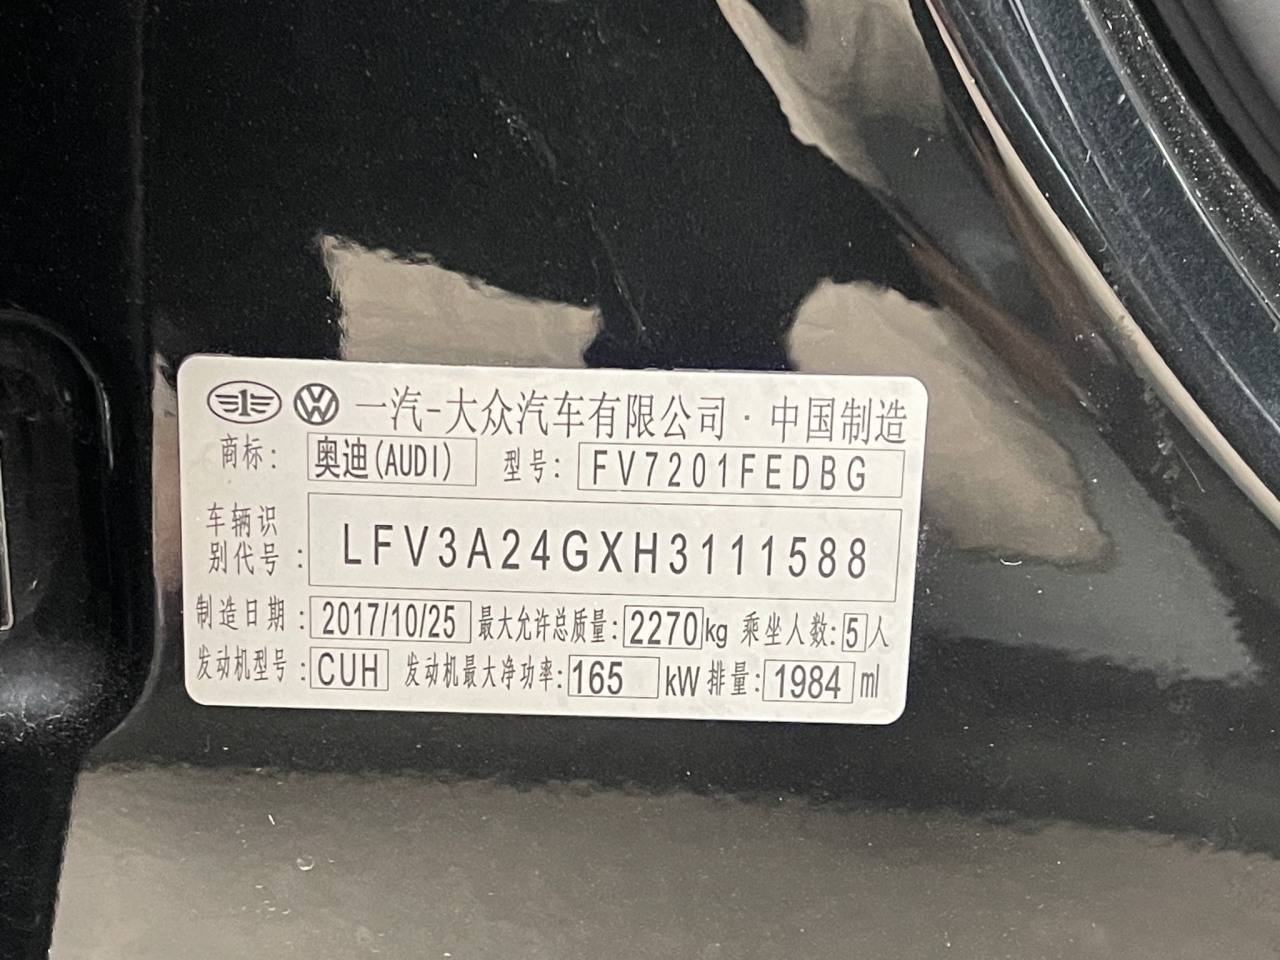 一汽-大众汽车有限公司·中国制造
商标: 奥迪(AUDI) 型号: FV7201FEDBG
车辆识别代号: LFV3A24GXH3111588
制造日期: 2017/10/25 最大允许总质量: 2270kg 乘坐人数: 5人
发动机型号: CUH 发动机最大净功率: 165 kW 排量: 1984 ml